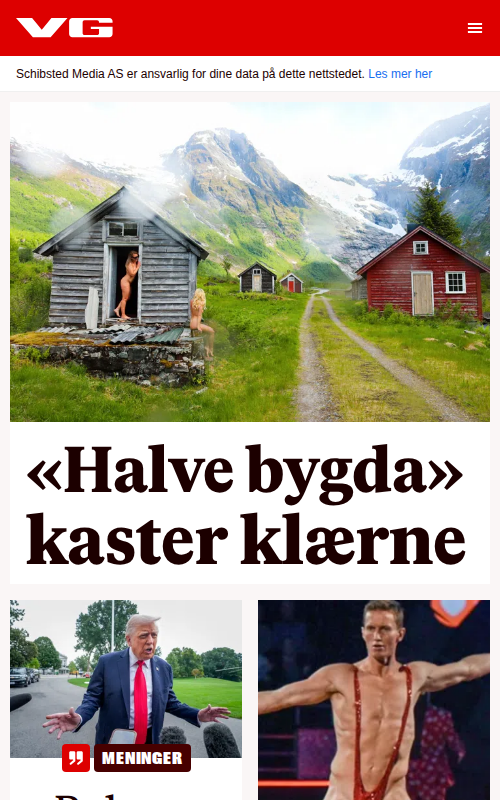 VG
Schibsted Media AS er ansvarlig for dine data på dette nettstedet. Les mer her
«Halve bygda»
kaster klærne
MENINGER